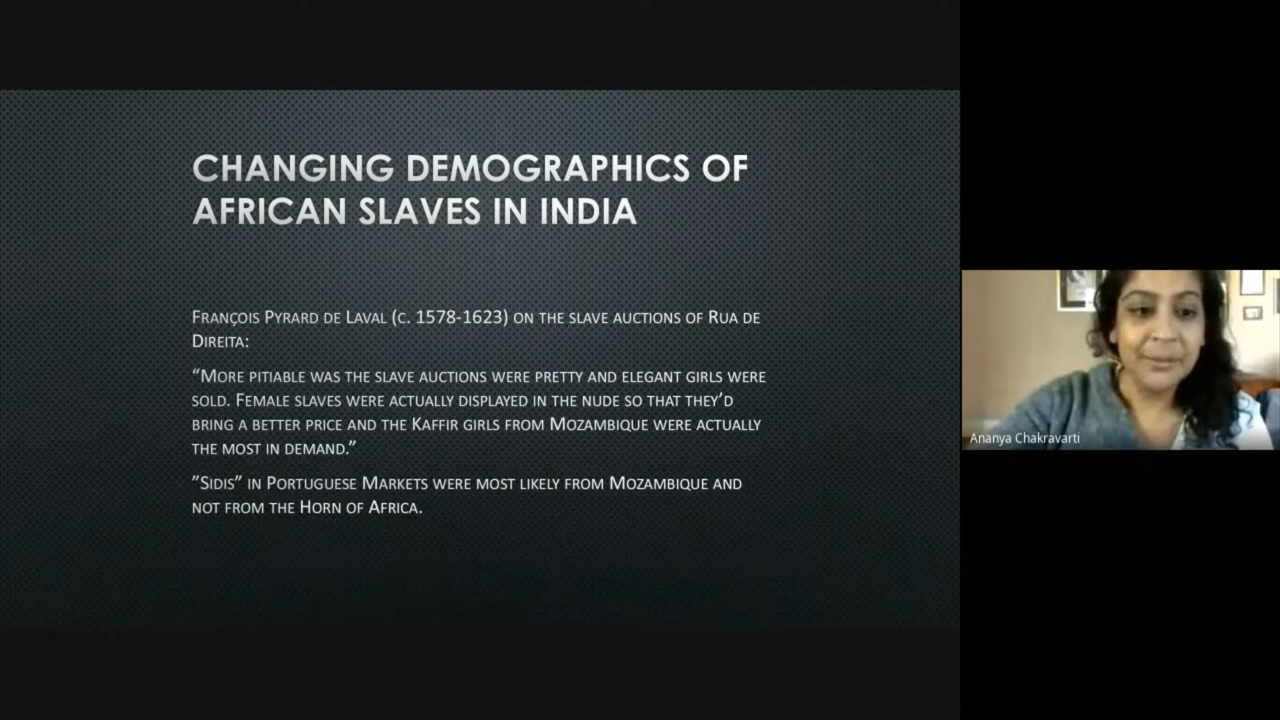 CHANGING DEMOGRAPHICS OF
AFRICAN SLAVES IN INDIA
FRANÇOIS PYRARD DE LAVAL (C. 1578-1623) ON THE SLAVE AUCTIONS OF RUA DE
DIREITA:
“MORE PITIABLE WAS THE SLAVE AUCTIONS WERE PRETTY AND ELEGANT GIRLS WERE
SOLD. FEMALE SLAVES WERE ACTUALLY DISPLAYED IN THE NUDE SO THAT THEY’D
BRING A BETTER PRICE AND THE KAFFIR GIRLS FROM MOZAMBIQUE WERE ACTUALLY
THE MOST IN DEMAND.”
”SIDIS” IN PORTUGUESE MARKETS WERE MOST LIKELY FROM MOZAMBIQUE AND
NOT FROM THE HORN OF AFRICA.
Ananya Chakravarti